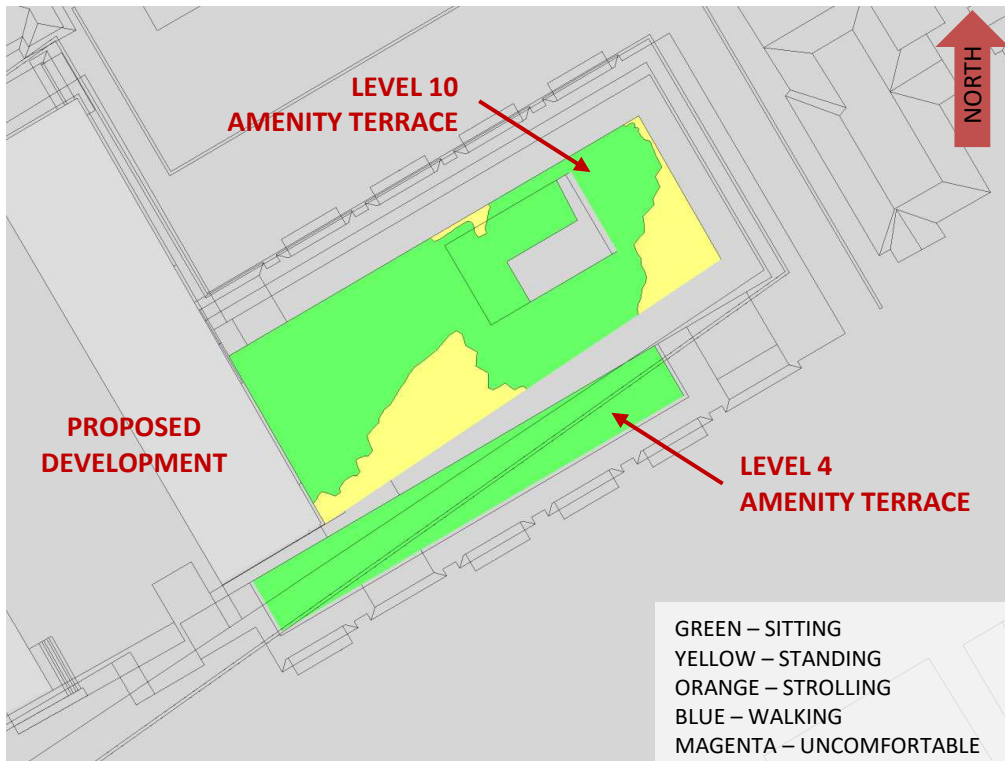 LEVEL 10
AMENITY TERRACE
NORTH
PROPOSED
DEVELOPMENT
LEVEL 4
AMENITY TERRACE
GREEN – SITTING
YELLOW – STANDING
ORANGE – STROLLING
BLUE – WALKING
MAGENTA – UNCOMFORTABLE